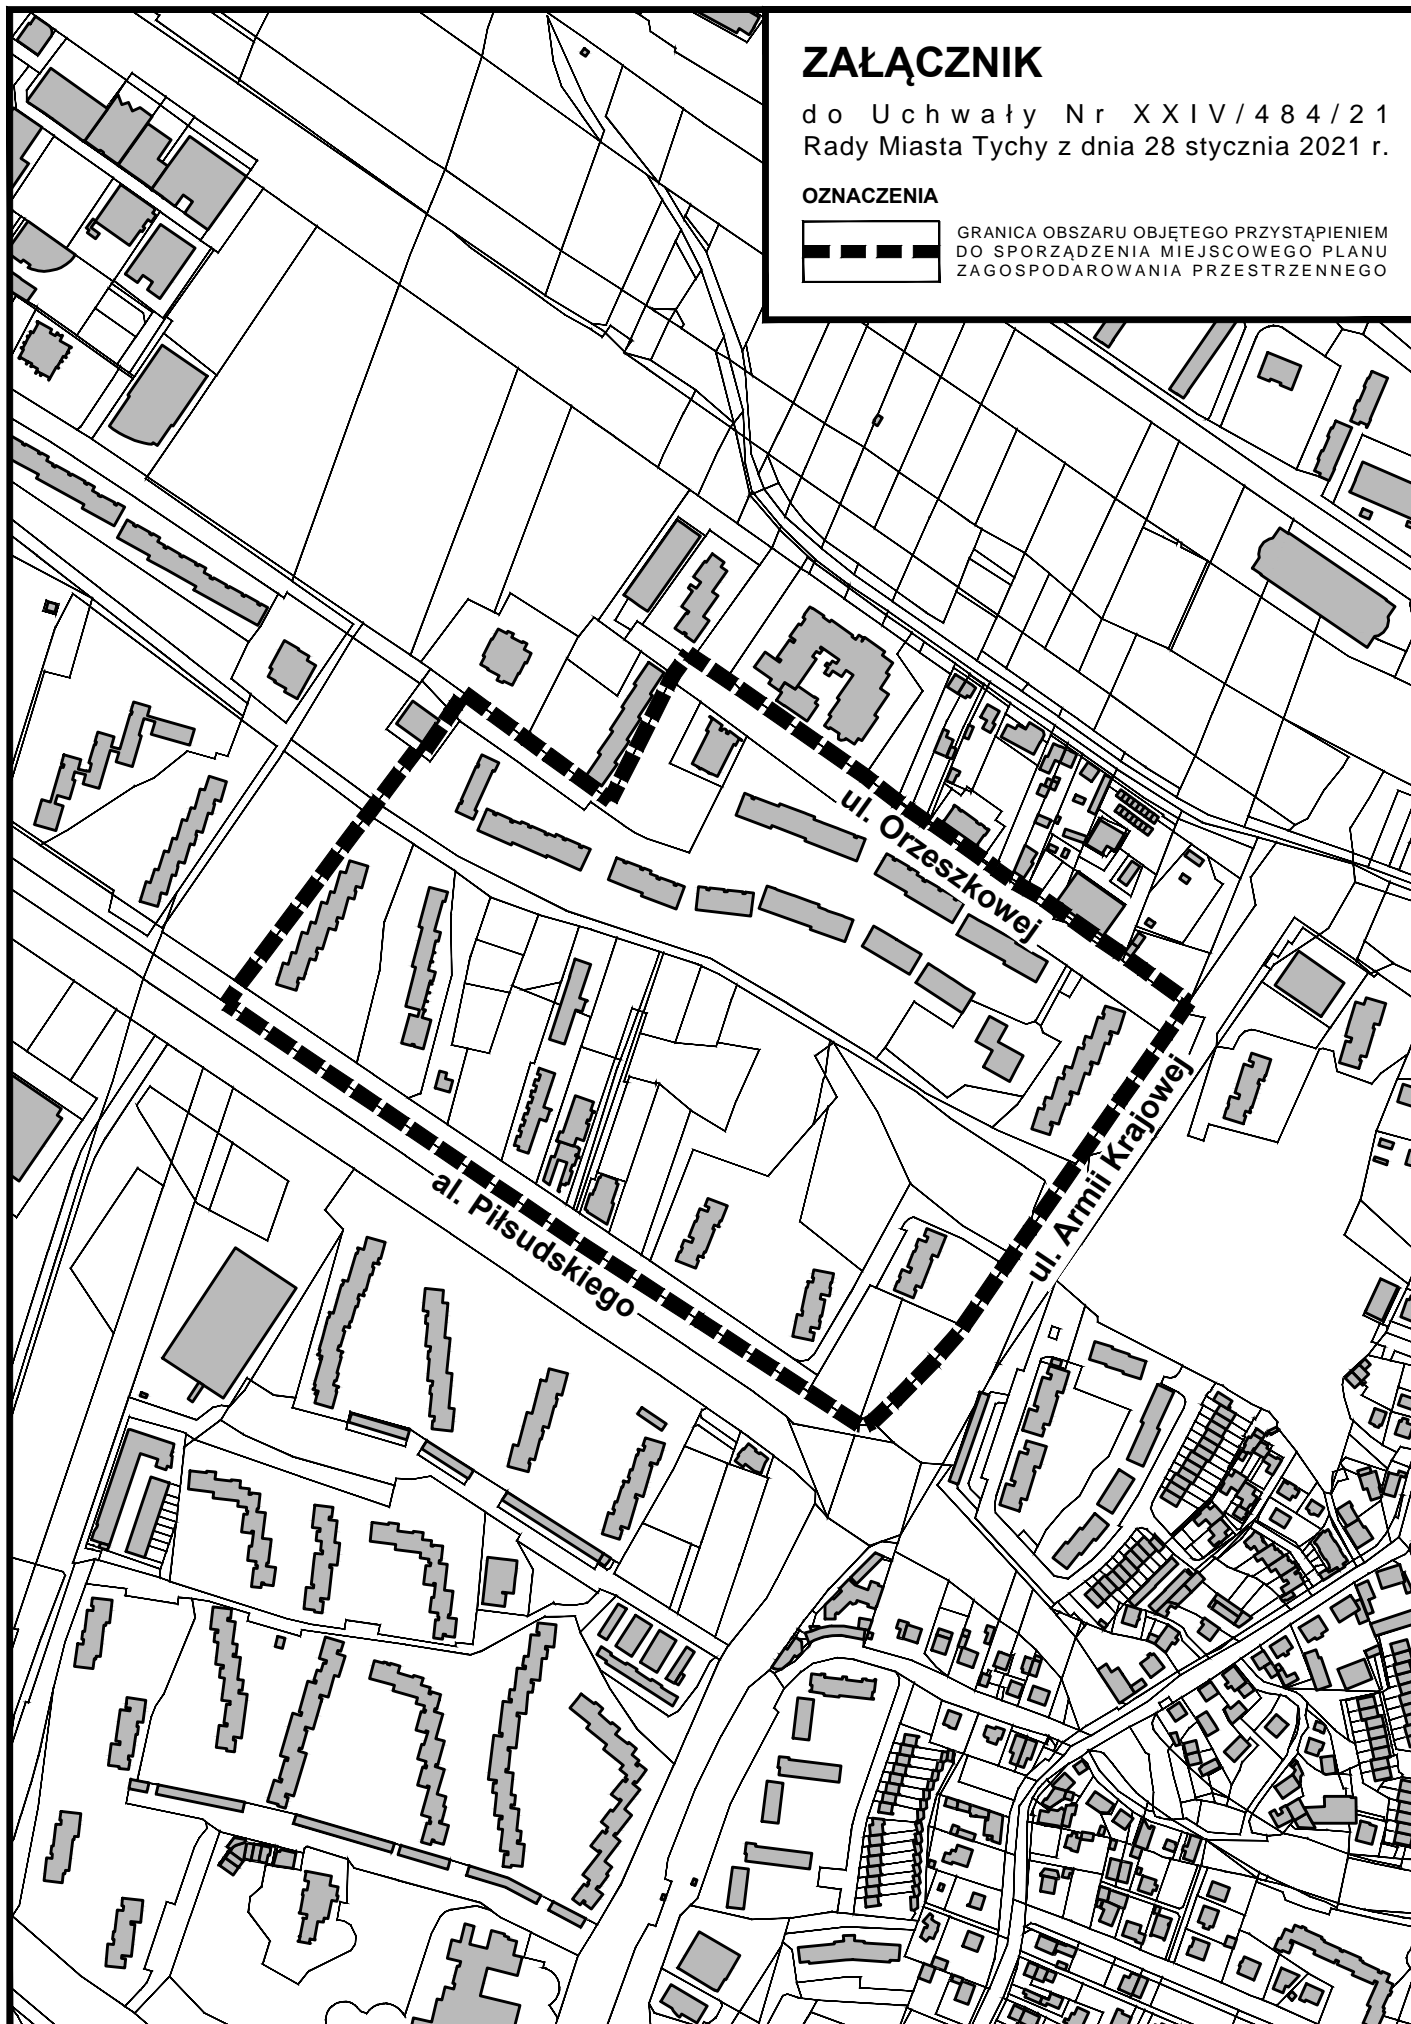 ZAŁĄCZNIK
do Uchwały Nr XXIV/484/21
Rady Miasta Tychy z dnia 28 stycznia 2021 r.
OZNACZENIA
GRANICA OBSZARU OBJĘTEGO PRZYSTĄPIENIEM
DO SPORZĄDZENIA MIEJSCOWEGO PLANU
ZAGOSPODAROWANIA PRZESTRZENNEGO
ul. Orzeszkowej
ul. Armii Krajowej
al. Piłsudskiego